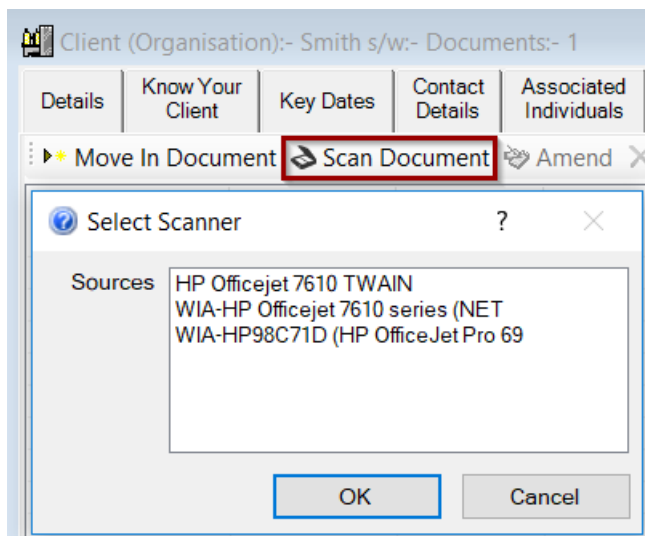 Client (Organisation):- Smith s/w:- Documents:- 1
Details Know Your Client Key Dates Contact Details Associated Individuals
Move In Document Scan Document Amend
Select Scanner ?
Sources
HP Officejet 7610 TWAIN
WIA-HP Officejet 7610 series (NET
WIA-HP98C71D (HP OfficeJet Pro 69
OK Cancel